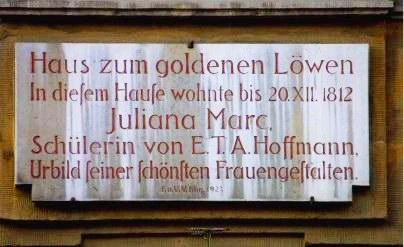 Haus zum goldenen Löwen
In dieſem Hauſe wohnte bis 20.XII. 1812
Juliana Marc,
Schülerin von E.T.A. Hoffmann,
Urbild ſeiner ſchönſten Frauengeſtalten.